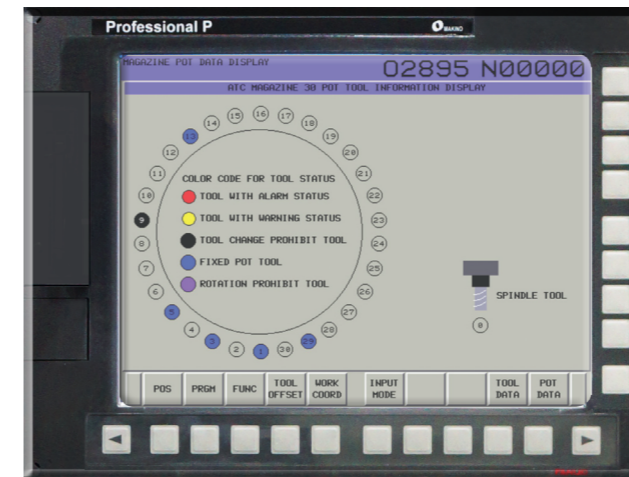 Professional P
MAKINO
MAGAZINE POT DATA DISPLAY
O2895 N00000
ATC MAGAZINE 30 POT TOOL INFORMATION DISPLAY
16
15
17
14
18
13
19
12
20
11
21
COLOR CODE FOR TOOL STATUS
10
TOOL WITH ALARM STATUS
22
9
TOOL WITH WARNING STATUS
23
8
TOOL CHANGE PROHIBIT TOOL
24
7
FIXED POT TOOL
25
6
ROTATION PROHIBIT TOOL
26
SPINDLE TOOL
5
27
0
4
28
3
29
2
1
30
POS PRGM FUNC TOOL OFFSET WORK COORD INPUT MODE TOOL DATA POT DATA